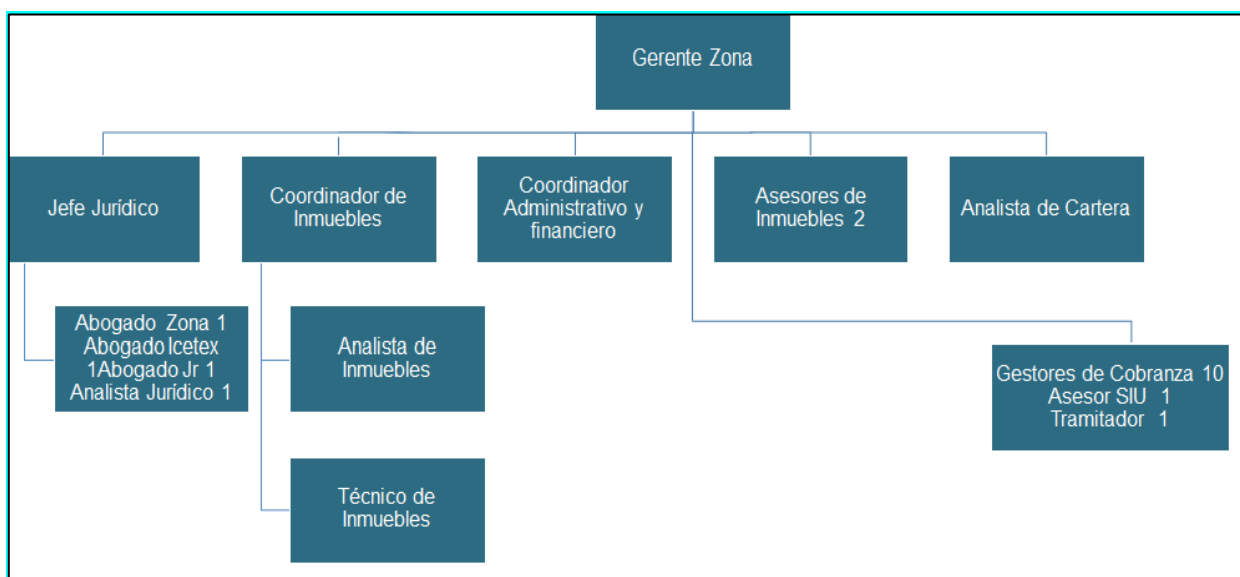 Gerente Zona
Jefe Jurídico
Coordinador de
Inmuebles
Coordinador
Administrativo y
financiero
Asesores de
Inmuebles 2
Analista de Cartera
Abogado Zona 1
Abogado Icetex
1Abogado Jr 1
Analista Jurídico 1
Analista de
Inmuebles
Gestores de Cobranza 10
Asesor SIU 1
Tramitador 1
Técnico de
Inmuebles